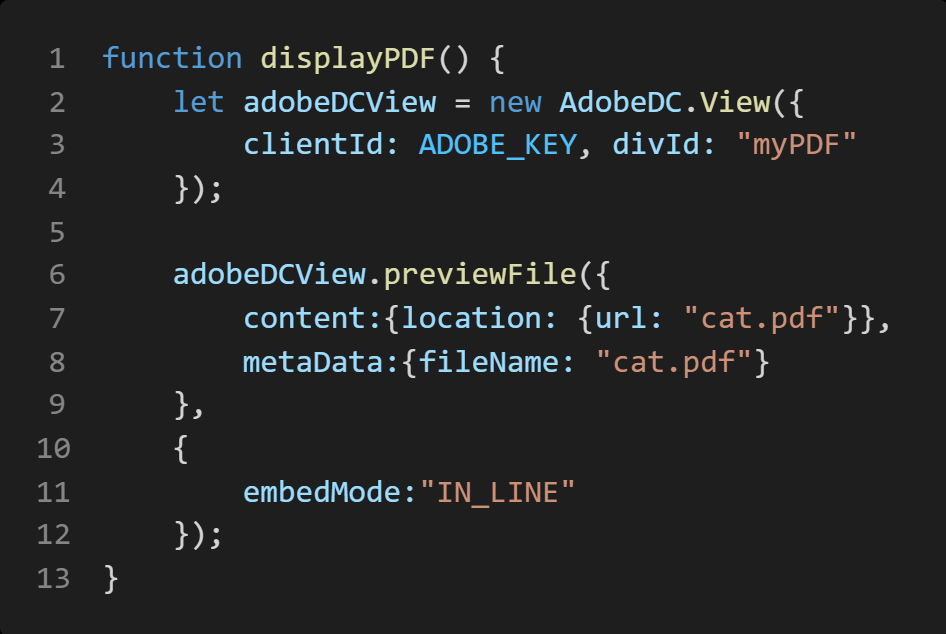 1 function displayPDF() {
2     let adobeDCView = new AdobeDC.View({
3         clientId: ADOBE_KEY, divId: "myPDF"
4     });
5
6     adobeDCView.previewFile({
7         content:{location: {url: "cat.pdf"}},
8         metaData:{fileName: "cat.pdf"}
9     },
10     {
11         embedMode:"IN_LINE"
12     });
13 }